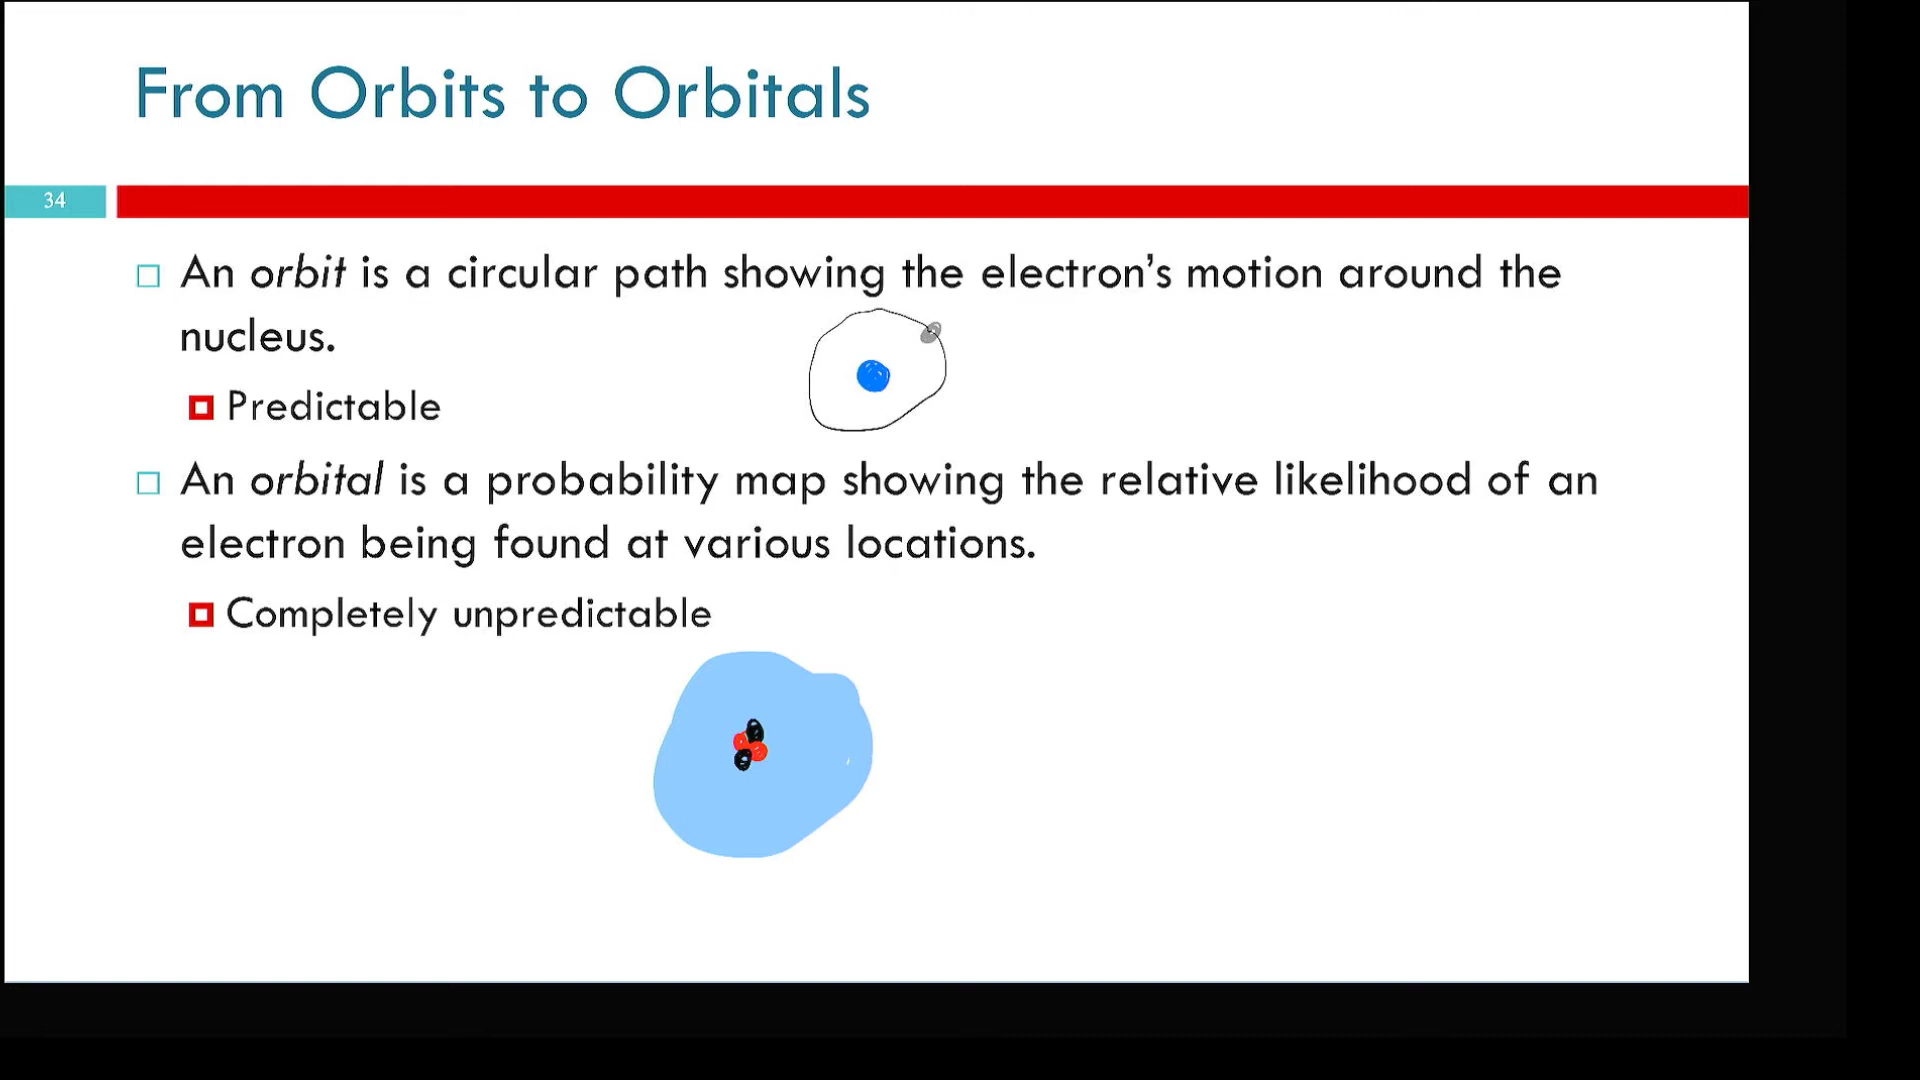 From Orbits to Orbitals
34
An orbit is a circular path showing the electron’s motion around the
nucleus.
Predictable
An orbital is a probability map showing the relative likelihood of an
electron being found at various locations.
Completely unpredictable